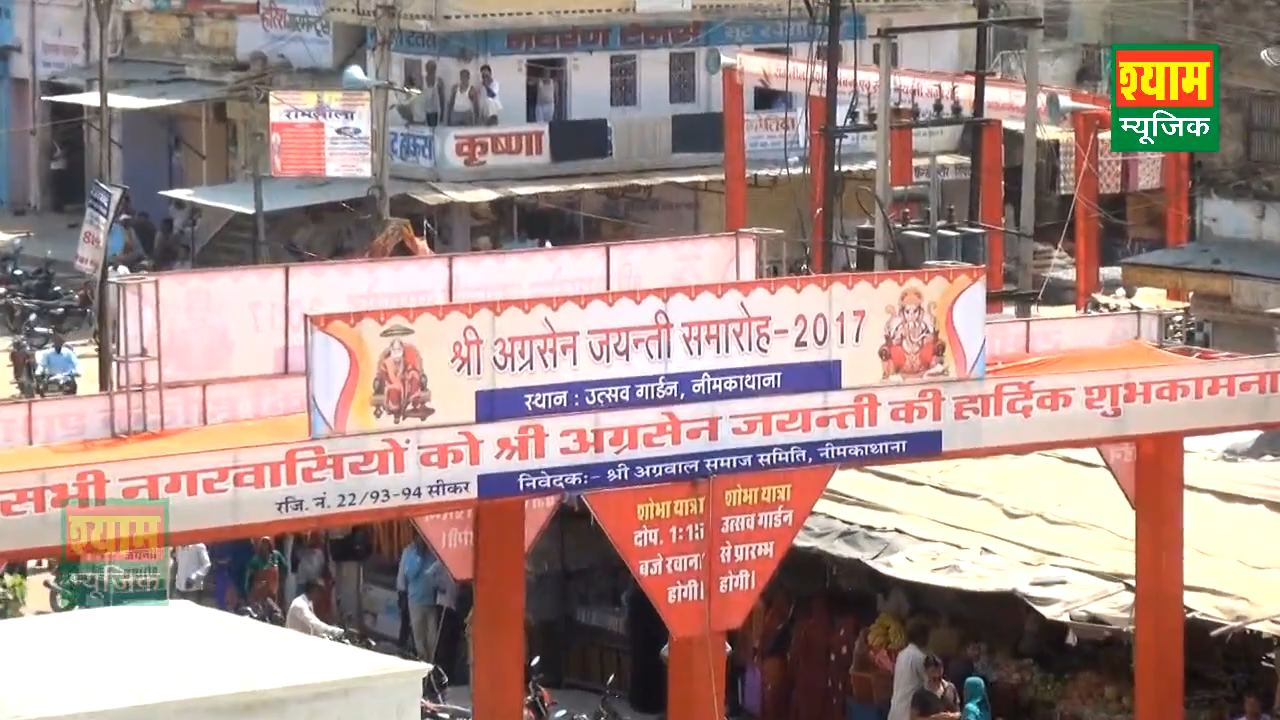 श्याम
म्यूजिक
रामलीला
कृष्णा
श्री अग्रसेन जयन्ती समारोह-2017
स्थान : उत्सव गार्डन, नीमकाथाना
सभी नगरवासियों को श्री अग्रसेन जयन्ती की हार्दिक शुभकामना
रजि. नं. 22/93-94 सीकर
निवेदक:- श्री अग्रवाल समाज समिति, नीमकाथाना
शोभा यात्रा
दोप. 1:15
बजे रवाना
होगी।
शोभा यात्रा
उत्सव गार्डन
से प्रारम्भ
होगी।
श्याम
म्यूजिक